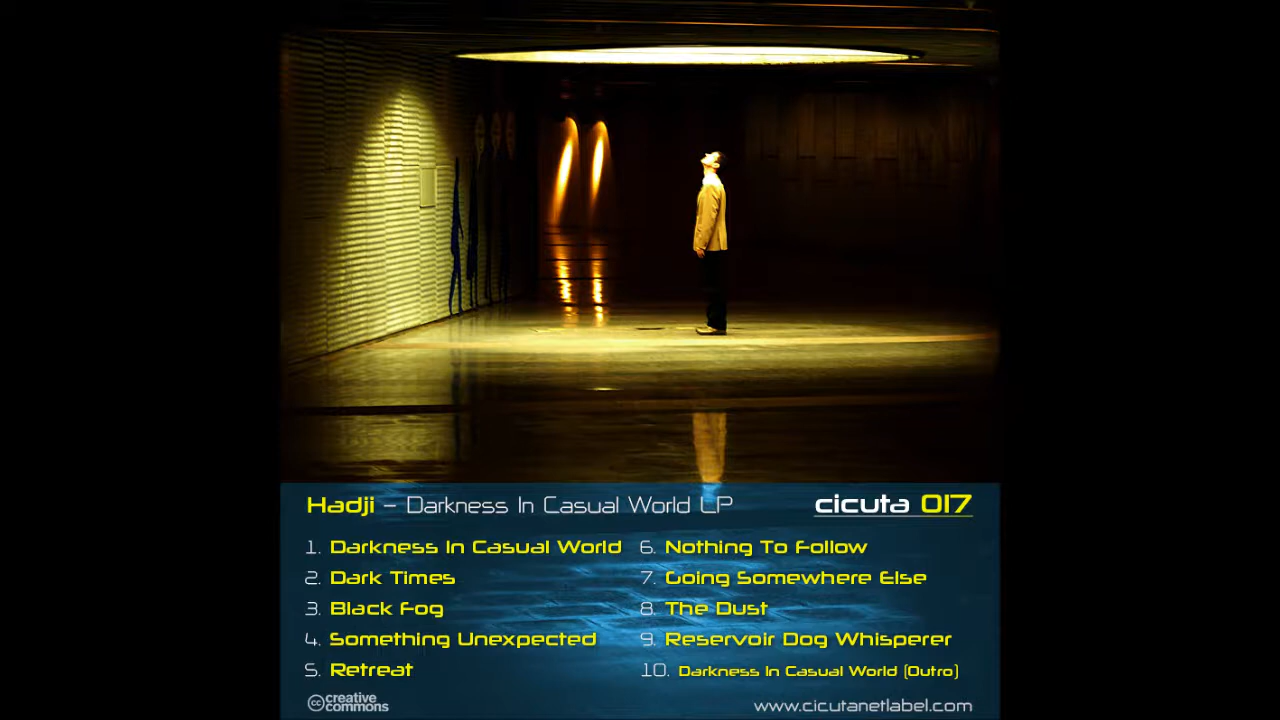 Hadji – Darkness In Casual World LP
cicuta 017
1. Darkness In Casual World
2. Dark Times
3. Black Fog
4. Something Unexpected
5. Retreat
6. Nothing To Follow
7. Going Somewhere Else
8. The Dust
9. Reservoir Dog Whisperer
10. Darkness In Casual World (Outro)
cc creative
commons
www.cicutanetlabel.com